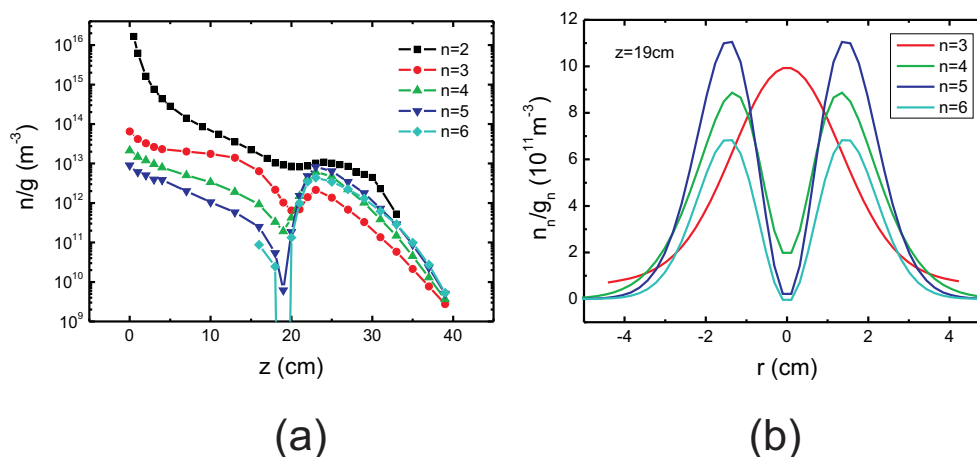 10^16
10^15
10^14
10^13
10^12
10^11
10^10
10^9
n/g (m^-3)
0 10 20 30 40
z (cm)
n=2
n=3
n=4
n=5
n=6
(a)
12
10
8
6
4
2
0
n_n/g_n (10^11 m^-3)
-4 -2 0 2 4
r (cm)
z=19cm
n=3
n=4
n=5
n=6
(b)